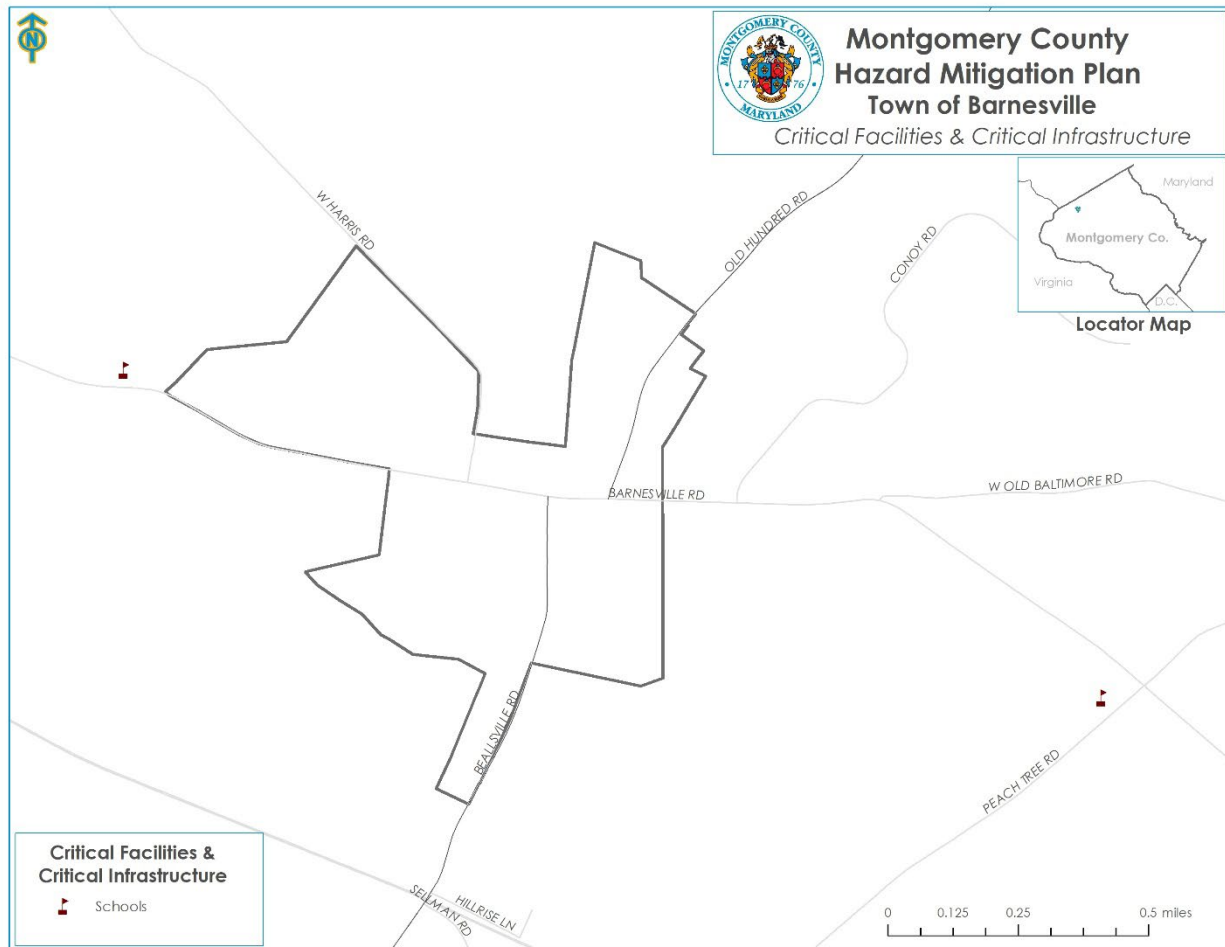 N
MONTGOMERY COUNTY
17 76
MARYLAND
Montgomery County
Hazard Mitigation Plan
Town of Barnesville
Critical Facilities & Critical Infrastructure
Maryland
Montgomery Co.
Virginia
D.C.
Locator Map
W HARRIS RD
OLD HUNDRED RD
CONOY RD
BARNESVILLE RD
W OLD BALTIMORE RD
BEALLSVILLE RD
PEACH TREE RD
SELLMAN RD
HILLRISE LN
Critical Facilities &
Critical Infrastructure
Schools
0 0.125 0.25 0.5 miles